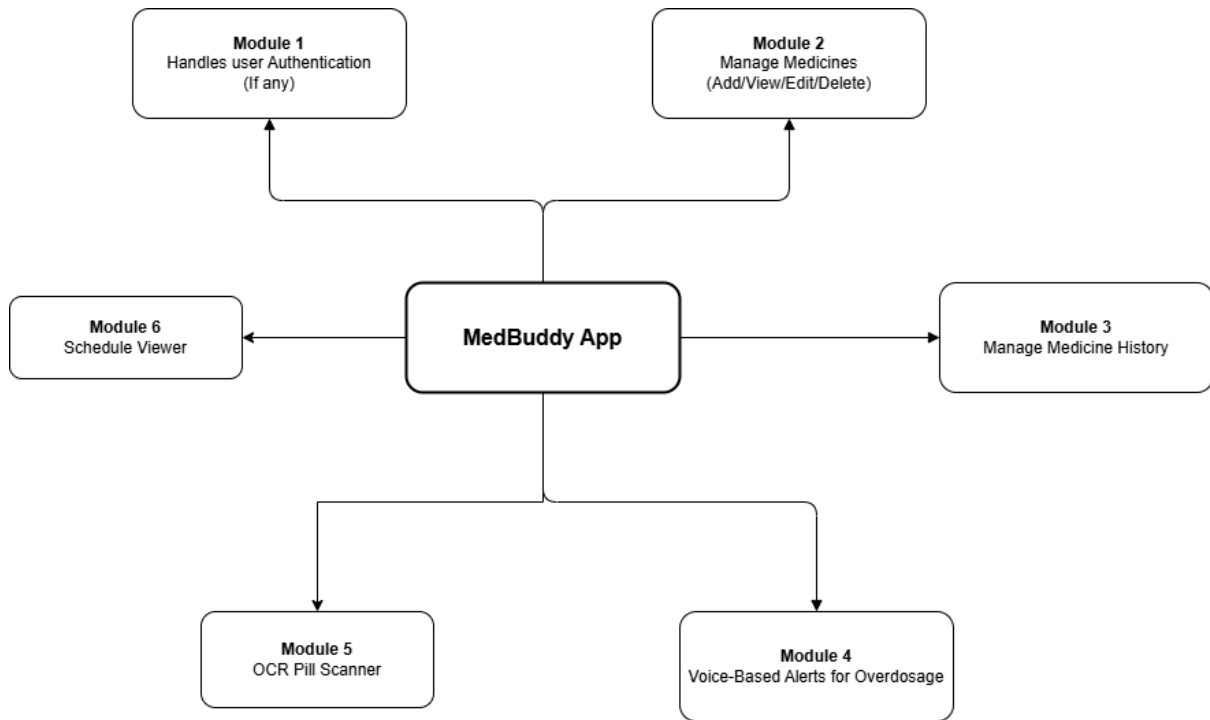 Module 1
Handles user Authentication
(If any)
Module 2
Manage Medicines
(Add/View/Edit/Delete)
Module 6
Schedule Viewer
MedBuddy App
Module 3
Manage Medicine History
Module 5
OCR Pill Scanner
Module 4
Voice-Based Alerts for Overdosage